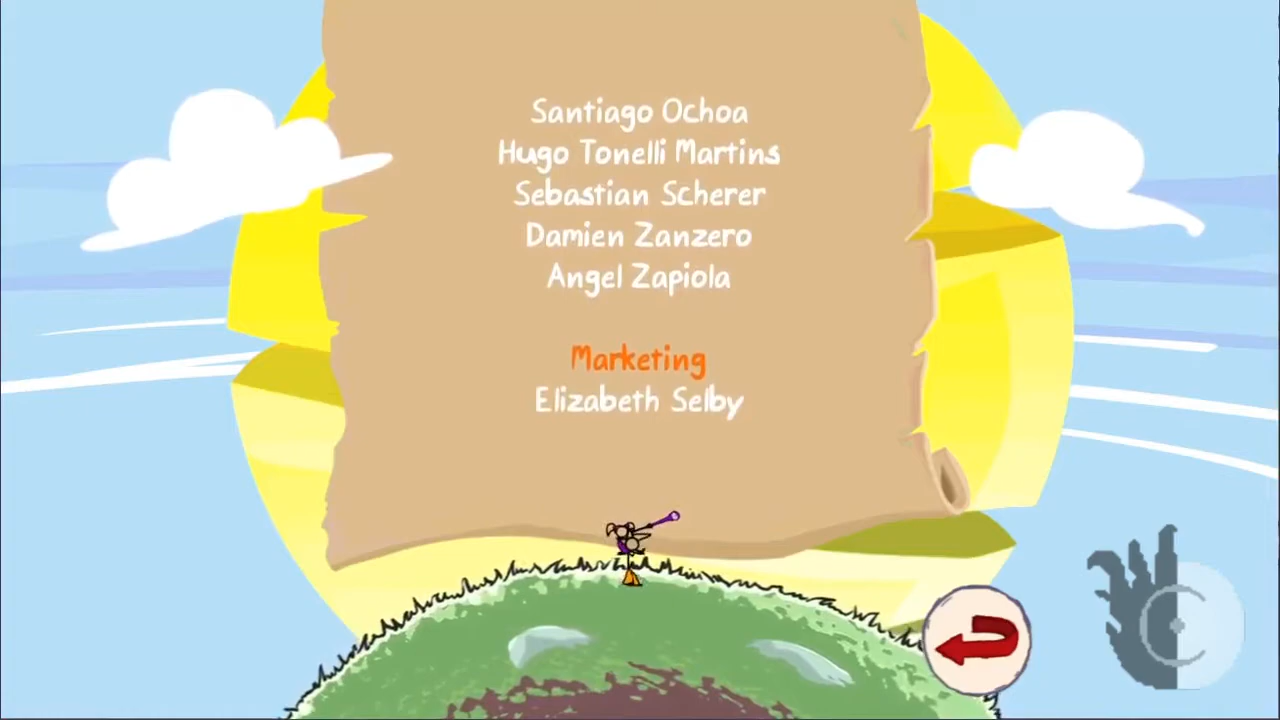 Santiago Ochoa
Hugo Tonelli Martins
Sebastian Scherer
Damien Zanzero
Angel Zapiola
Marketing
Elizabeth Selby